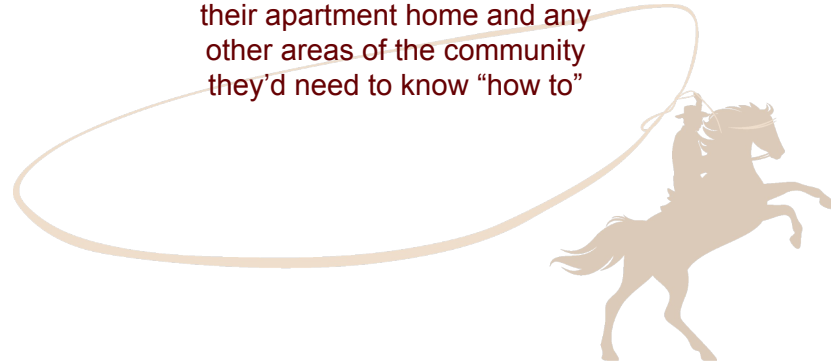 their apartment home and any
other areas of the community
they’d need to know “how to”